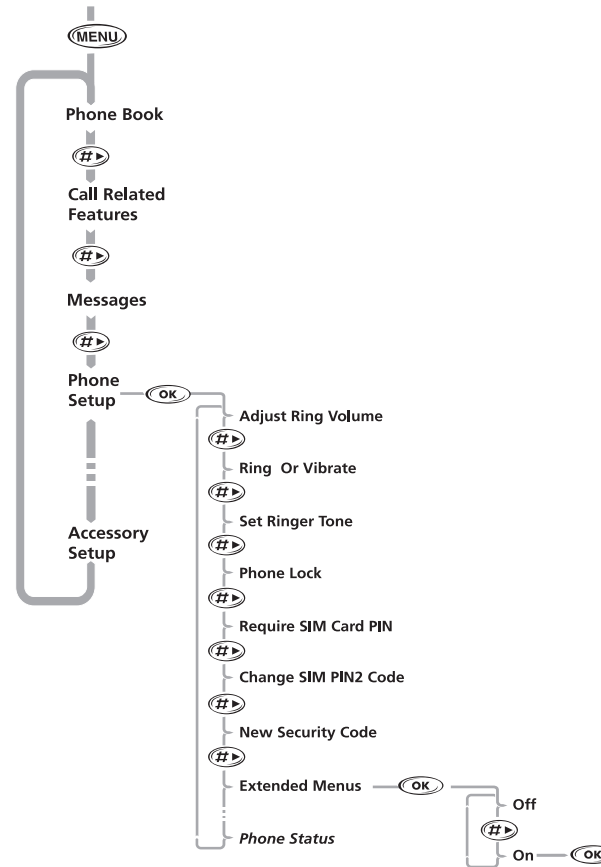 MENU
Phone Book
#►
Call Related
Features
#►
Messages
#►
Phone
Setup
OK
Adjust Ring Volume
#►
Ring Or Vibrate
#►
Set Ringer Tone
#►
Phone Lock
#►
Require SIM Card PIN
#►
Change SIM PIN2 Code
#►
New Security Code
#►
Extended Menus
OK
Off
#►
On
OK
Phone Status
Accessory
Setup